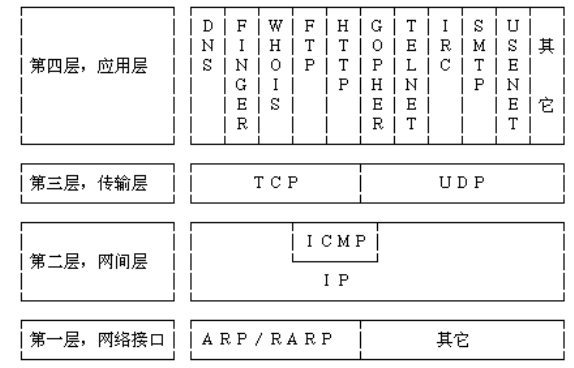 第四层，应用层
DNS
FINGER
WHOIS
FTP
HTTP
GOPHER
TELNET
IRC
SMTP
USENET
其它
第三层，传输层
TCP
UDP
第二层，网间层
ICMP
IP
第一层，网络接口
ARP/RARP
其它